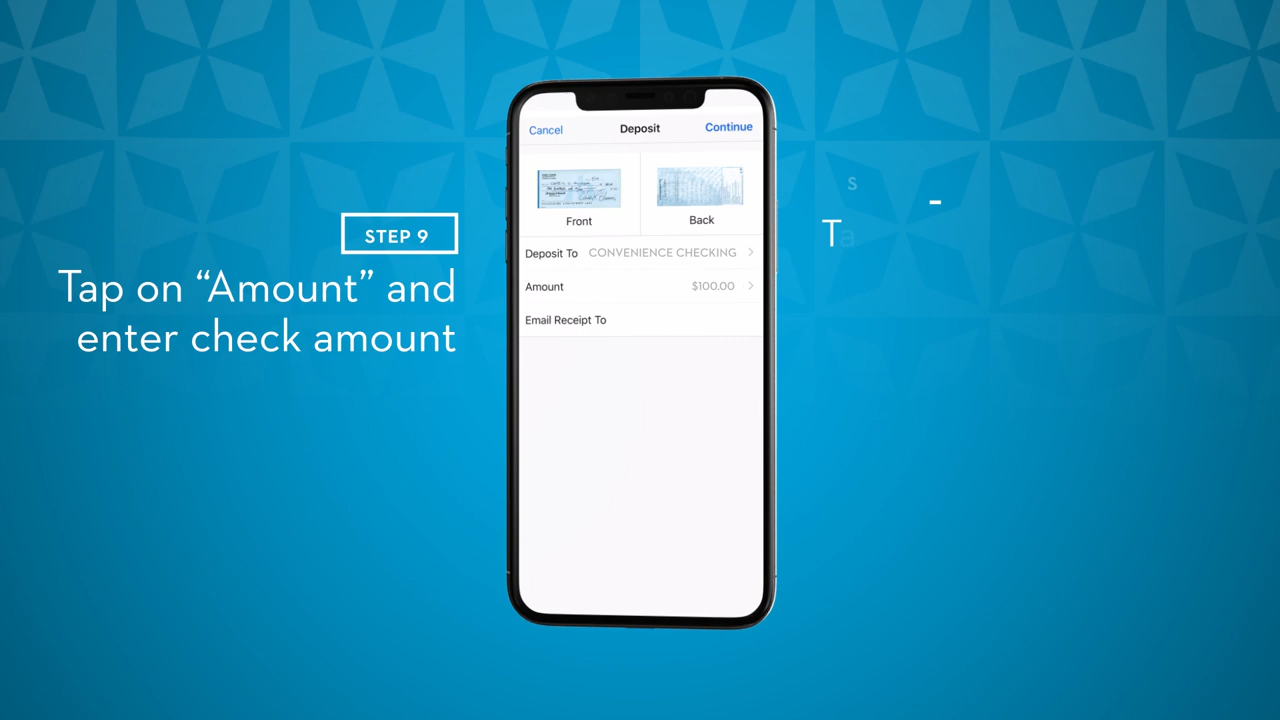 STEP 9
Tap on “Amount” and
enter check amount
Cancel Deposit Continue
Front Back
Deposit To CONVENIENCE CHECKING
Amount $100.00
Email Receipt To
s
Ta